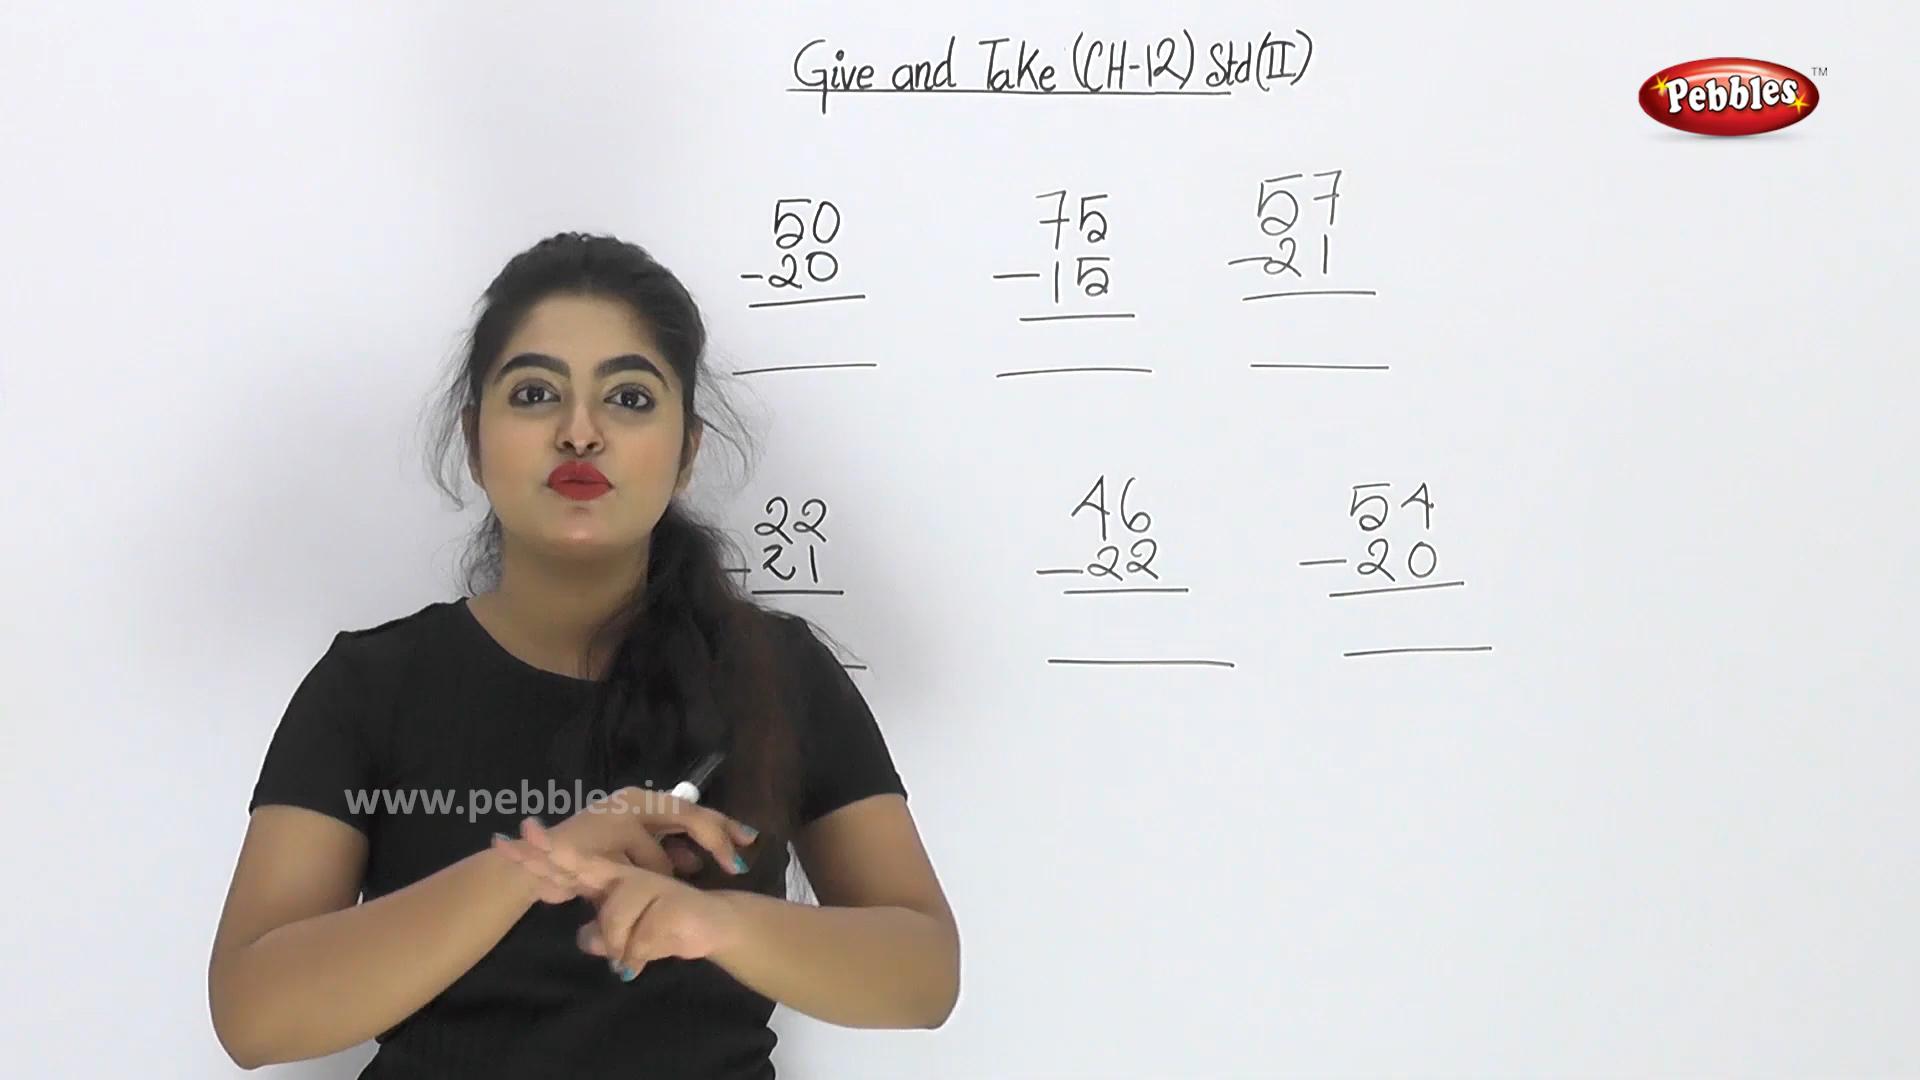 Give and Take (CH-12) Std(II)
Pebbles™
50 75 57
-20 -15 -21
22 46 54
-21 -22 -20
www.pebbles.in